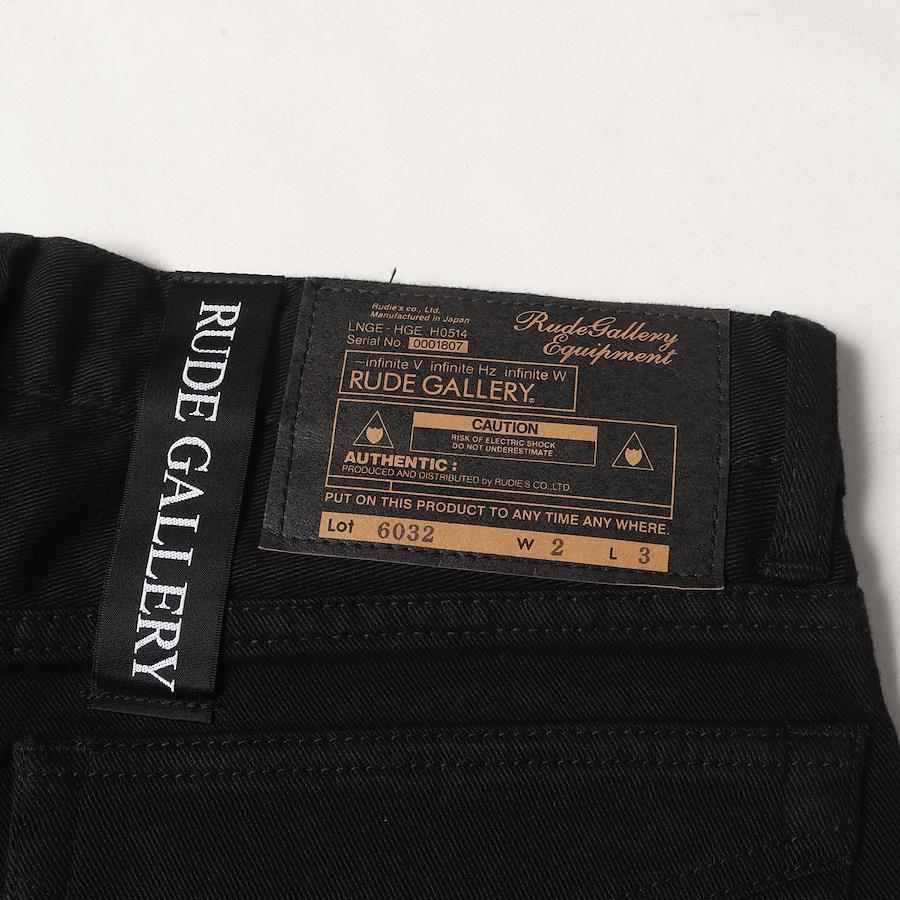 RUDE GALLERY
Rudie's co., Ltd.
Manufactured in Japan
LNGE-HGE H0514
Serial No. 0001807
RudeGallery
Equipment
~infinite V infinite Hz infinite W
RUDE GALLERY®
CAUTION
RISK OF ELECTRIC SHOCK
DO NOT UNDERESTIMATE
AUTHENTIC :
PRODUCED AND DISTRIBUTED by RUDIE'S CO.,LTD.
PUT ON THIS PRODUCT TO ANY TIME ANY WHERE.
Lot 6032 W 2 L 3